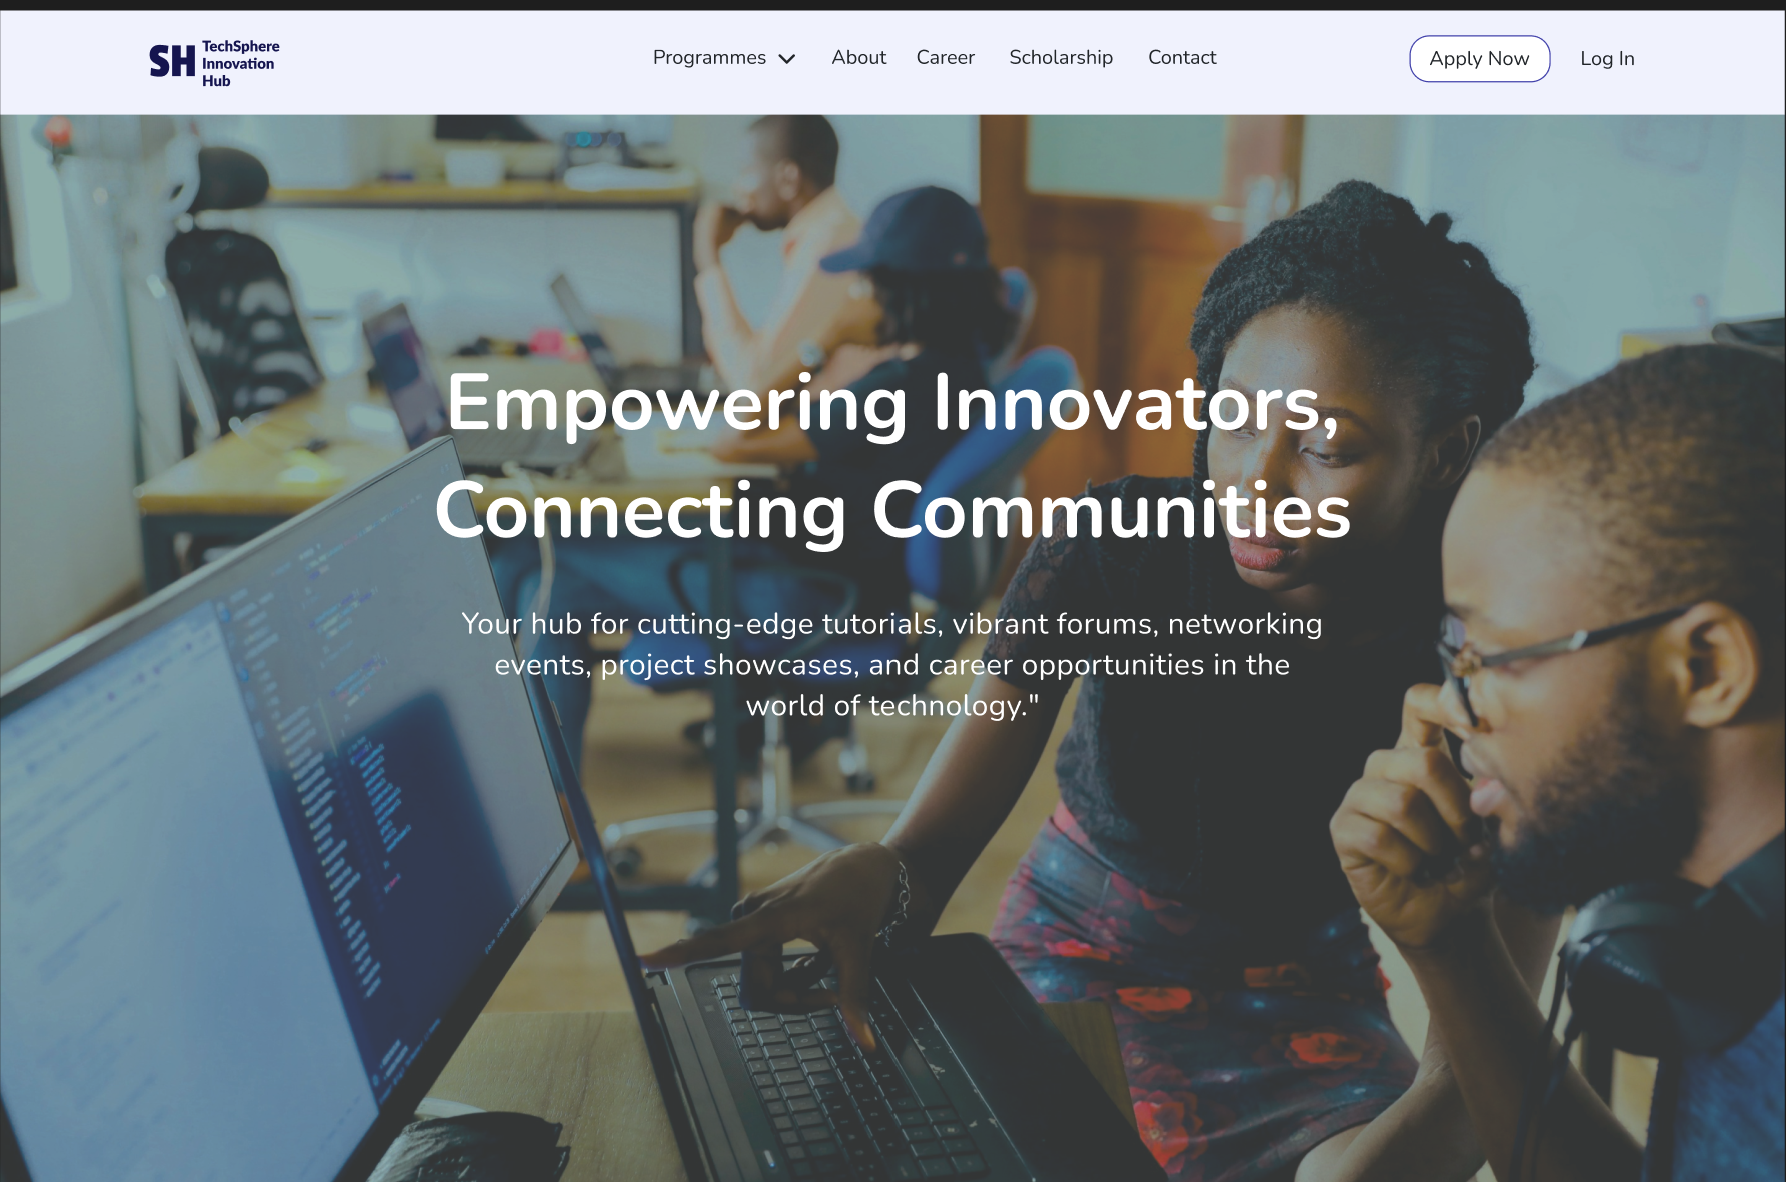 SH
TechSphere
Innovation
Hub
Programmes
About
Career
Scholarship
Contact
Apply Now
Log In
Empowering Innovators,
Connecting Communities
Your hub for cutting-edge tutorials, vibrant forums, networking
events, project showcases, and career opportunities in the
world of technology."